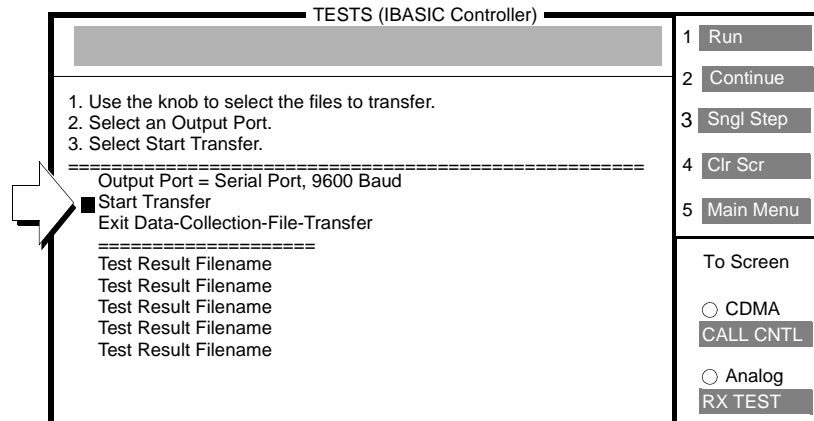 TESTS (IBASIC Controller)
1. Use the knob to select the files to transfer.
2. Select an Output Port.
3. Select Start Transfer.
=====================================================
Output Port = Serial Port, 9600 Baud
Start Transfer
Exit Data-Collection-File-Transfer
====================
Test Result Filename
Test Result Filename
Test Result Filename
Test Result Filename
Test Result Filename
1 Run
2 Continue
3 Sngl Step
4 Clr Scr
5 Main Menu
To Screen
CDMA
CALL CNTL
Analog
RX TEST